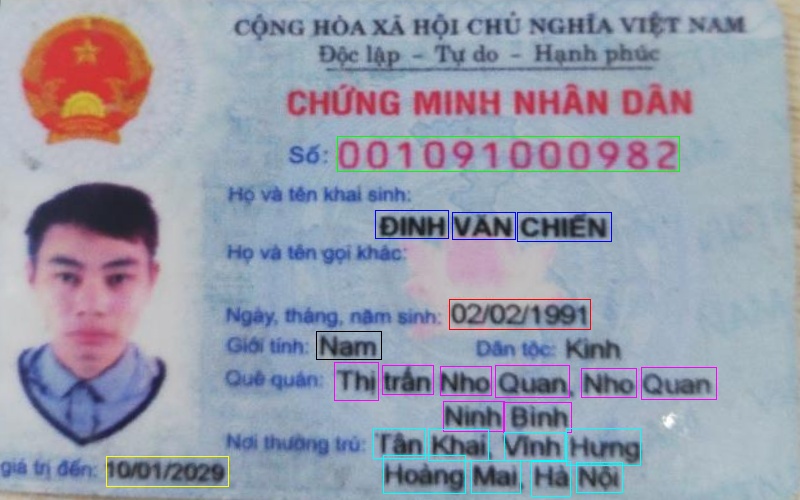 CỘNG HÒA XÃ HỘI CHỦ NGHĨA VIỆT NAM
Độc lập - Tự do - Hạnh phúc
CHỨNG MINH NHÂN DÂN
Số: 001091000982
Họ và tên khai sinh:
ĐINH VĂN CHIẾN
Họ và tên gọi khác:
Ngày, tháng, năm sinh: 02/02/1991
Giới tính: Nam Dân tộc: Kinh
Quê quán: Thị trấn Nho Quan, Nho Quan
Ninh Bình
Nơi thường trú: Tân Khai, Vĩnh Hưng
Hoàng Mai, Hà Nội
giá trị đến: 10/01/2029